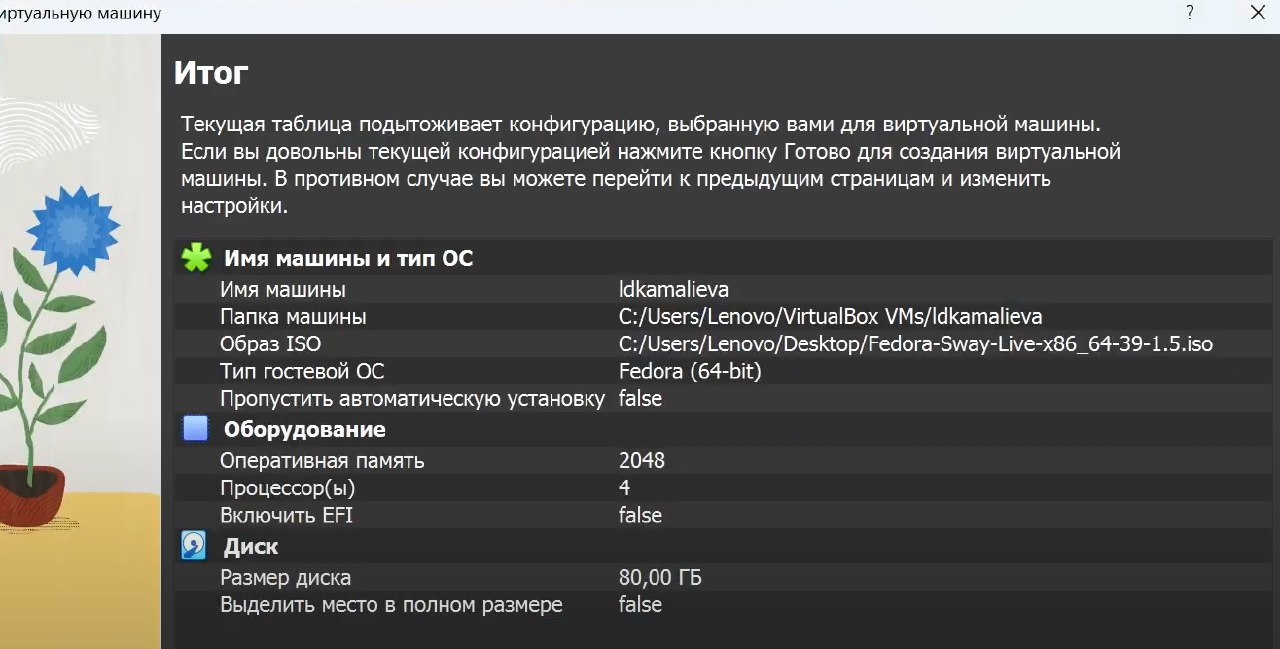 иртуальную машину
?
Итог
Текущая таблица подытоживает конфигурацию, выбранную вами для виртуальной машины.
Если вы довольны текущей конфигурацией нажмите кнопку Готово для создания виртуальной
машины. В противном случае вы можете перейти к предыдущим страницам и изменить
настройки.
Имя машины и тип ОС
Имя машины ldkamalieva
Папка машины C:/Users/Lenovo/VirtualBox VMs/ldkamalieva
Образ ISO C:/Users/Lenovo/Desktop/Fedora-Sway-Live-x86_64-39-1.5.iso
Тип гостевой ОС Fedora (64-bit)
Пропустить автоматическую установку false
Оборудование
Оперативная память 2048
Процессор(ы) 4
Включить EFI false
Диск
Размер диска 80,00 ГБ
Выделить место в полном размере false